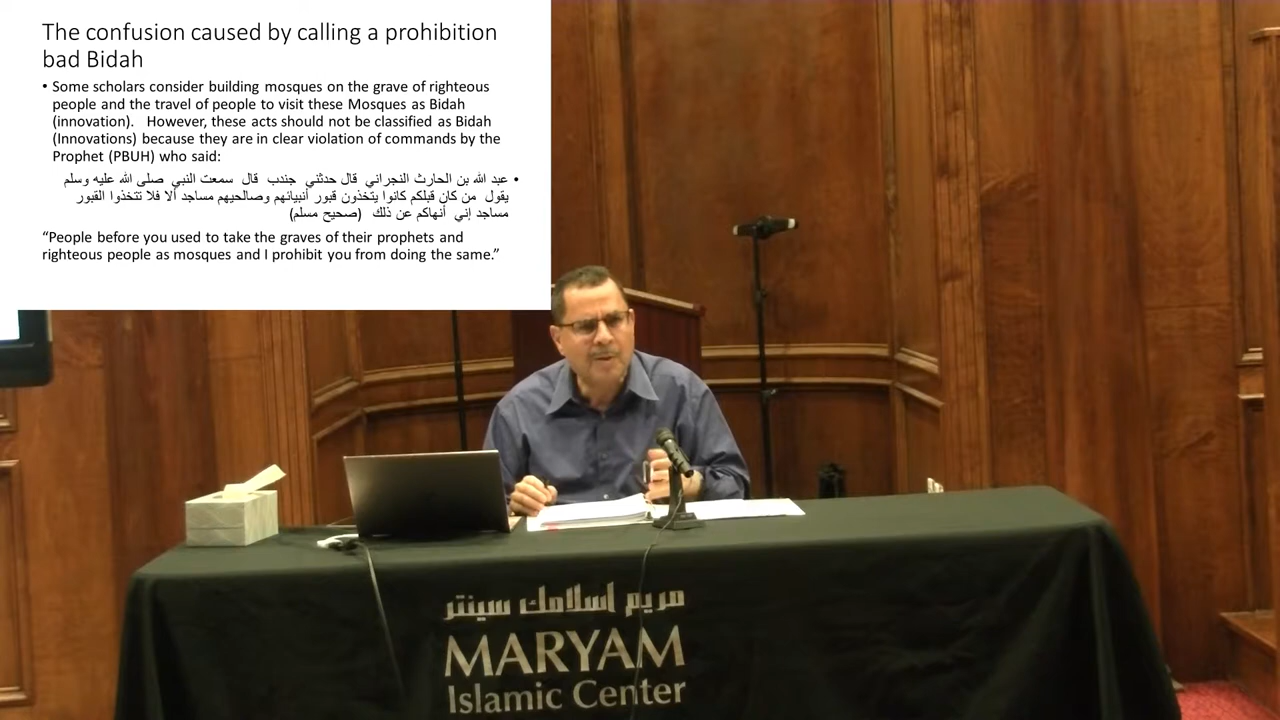 The confusion caused by calling a prohibition
bad Bidah
• Some scholars consider building mosques on the grave of righteous
people and the travel of people to visit these Mosques as Bidah
(innovation). However, these acts should not be classified as Bidah
(Innovations) because they are in clear violation of commands by the
Prophet (PBUH) who said:
• عبد الله بن الحارث النجراني قال حدثني جندب قال سمعت النبي صلى الله عليه وسلم
يقول من كان قبلكم كانوا يتخذون قبور أنبيائهم وصالحيهم مساجد ألا فلا تتخذوا القبور
مساجد إني أنهاكم عن ذلك (صحيح مسلم)
“People before you used to take the graves of their prophets and
righteous people as mosques and I prohibit you from doing the same.”
مريم اسلامك سينتر
MARYAM
Islamic Center